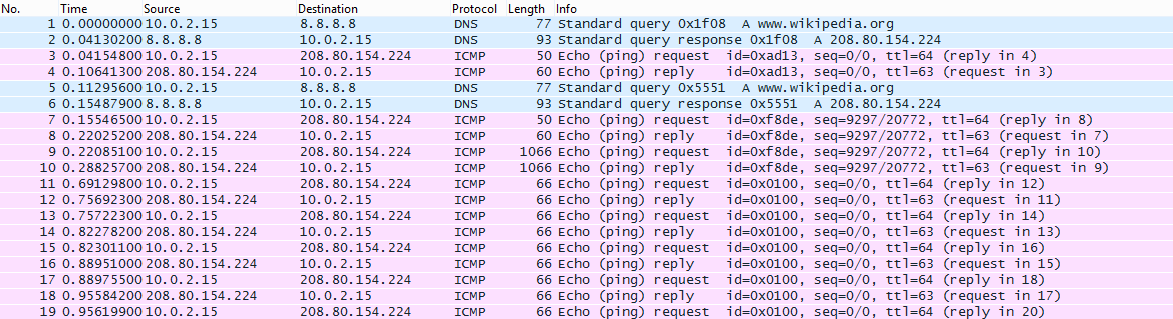 No. Time Source Destination Protocol Length Info
1 0.00000000 10.0.2.15 8.8.8.8 DNS 77 Standard query 0x1f08 A www.wikipedia.org
2 0.04130200 8.8.8.8 10.0.2.15 DNS 93 Standard query response 0x1f08 A 208.80.154.224
3 0.04154800 10.0.2.15 208.80.154.224 ICMP 50 Echo (ping) request id=0xad13, seq=0/0, ttl=64 (reply in 4)
4 0.10641300 208.80.154.224 10.0.2.15 ICMP 60 Echo (ping) reply id=0xad13, seq=0/0, ttl=63 (request in 3)
5 0.11295600 10.0.2.15 8.8.8.8 DNS 77 Standard query 0x5551 A www.wikipedia.org
6 0.15487900 8.8.8.8 10.0.2.15 DNS 93 Standard query response 0x5551 A 208.80.154.224
7 0.15546500 10.0.2.15 208.80.154.224 ICMP 50 Echo (ping) request id=0xf8de, seq=9297/20772, ttl=64 (reply in 8)
8 0.22025200 208.80.154.224 10.0.2.15 ICMP 60 Echo (ping) reply id=0xf8de, seq=9297/20772, ttl=63 (request in 7)
9 0.22085100 10.0.2.15 208.80.154.224 ICMP 1066 Echo (ping) request id=0xf8de, seq=9297/20772, ttl=64 (reply in 10)
10 0.28825700 208.80.154.224 10.0.2.15 ICMP 1066 Echo (ping) reply id=0xf8de, seq=9297/20772, ttl=63 (request in 9)
11 0.69129800 10.0.2.15 208.80.154.224 ICMP 66 Echo (ping) request id=0x0100, seq=0/0, ttl=64 (reply in 12)
12 0.75692300 208.80.154.224 10.0.2.15 ICMP 66 Echo (ping) reply id=0x0100, seq=0/0, ttl=63 (request in 11)
13 0.75722300 10.0.2.15 208.80.154.224 ICMP 66 Echo (ping) request id=0x0100, seq=0/0, ttl=64 (reply in 14)
14 0.82278200 208.80.154.224 10.0.2.15 ICMP 66 Echo (ping) reply id=0x0100, seq=0/0, ttl=63 (request in 13)
15 0.82301100 10.0.2.15 208.80.154.224 ICMP 66 Echo (ping) request id=0x0100, seq=0/0, ttl=64 (reply in 16)
16 0.88951000 208.80.154.224 10.0.2.15 ICMP 66 Echo (ping) reply id=0x0100, seq=0/0, ttl=63 (request in 15)
17 0.88975500 10.0.2.15 208.80.154.224 ICMP 66 Echo (ping) request id=0x0100, seq=0/0, ttl=64 (reply in 18)
18 0.95584200 208.80.154.224 10.0.2.15 ICMP 66 Echo (ping) reply id=0x0100, seq=0/0, ttl=63 (request in 17)
19 0.95619900 10.0.2.15 208.80.154.224 ICMP 66 Echo (ping) request id=0x0100, seq=0/0, ttl=64 (reply in 20)